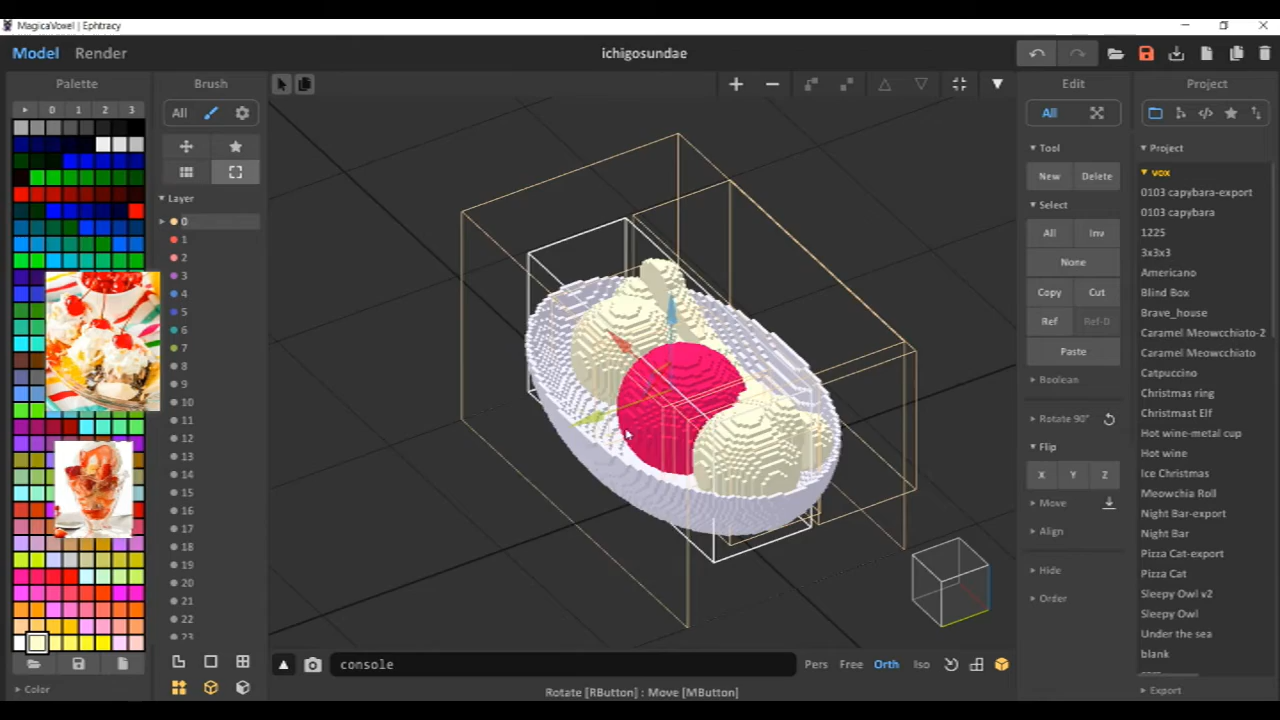 MagicaVoxel | Ephtracy
Model Render
ichigosundae
Palette
0 1 2 3
Color
Brush
All
Layer
0
1
2
3
4
5
6
7
8
9
10
11
12
13
14
15
16
17
18
19
20
21
22
23
console
Pers Free Orth Iso
Rotate [RButton] : Move [MButton]
Edit
All
Tool
New Delete
Select
All Inv
None
Copy Cut
Ref Ref-D
Paste
Boolean
Rotate 90°
Flip
X Y Z
Move
Align
Hide
Order
Project
Project
vox
0103 capybara-export
0103 capybara
1225
3x3x3
Americano
Blind Box
Brave_house
Caramel Meowcchiato-2
Caramel Meowcchiato
Catpuccino
Christmas ring
Christmast Elf
Hot wine-metal cup
Hot wine
Ice Christmas
Meowchia Roll
Night Bar-export
Night Bar
Pizza Cat-export
Pizza Cat
Sleepy Owl v2
Sleepy Owl
Under the sea
blank
Export